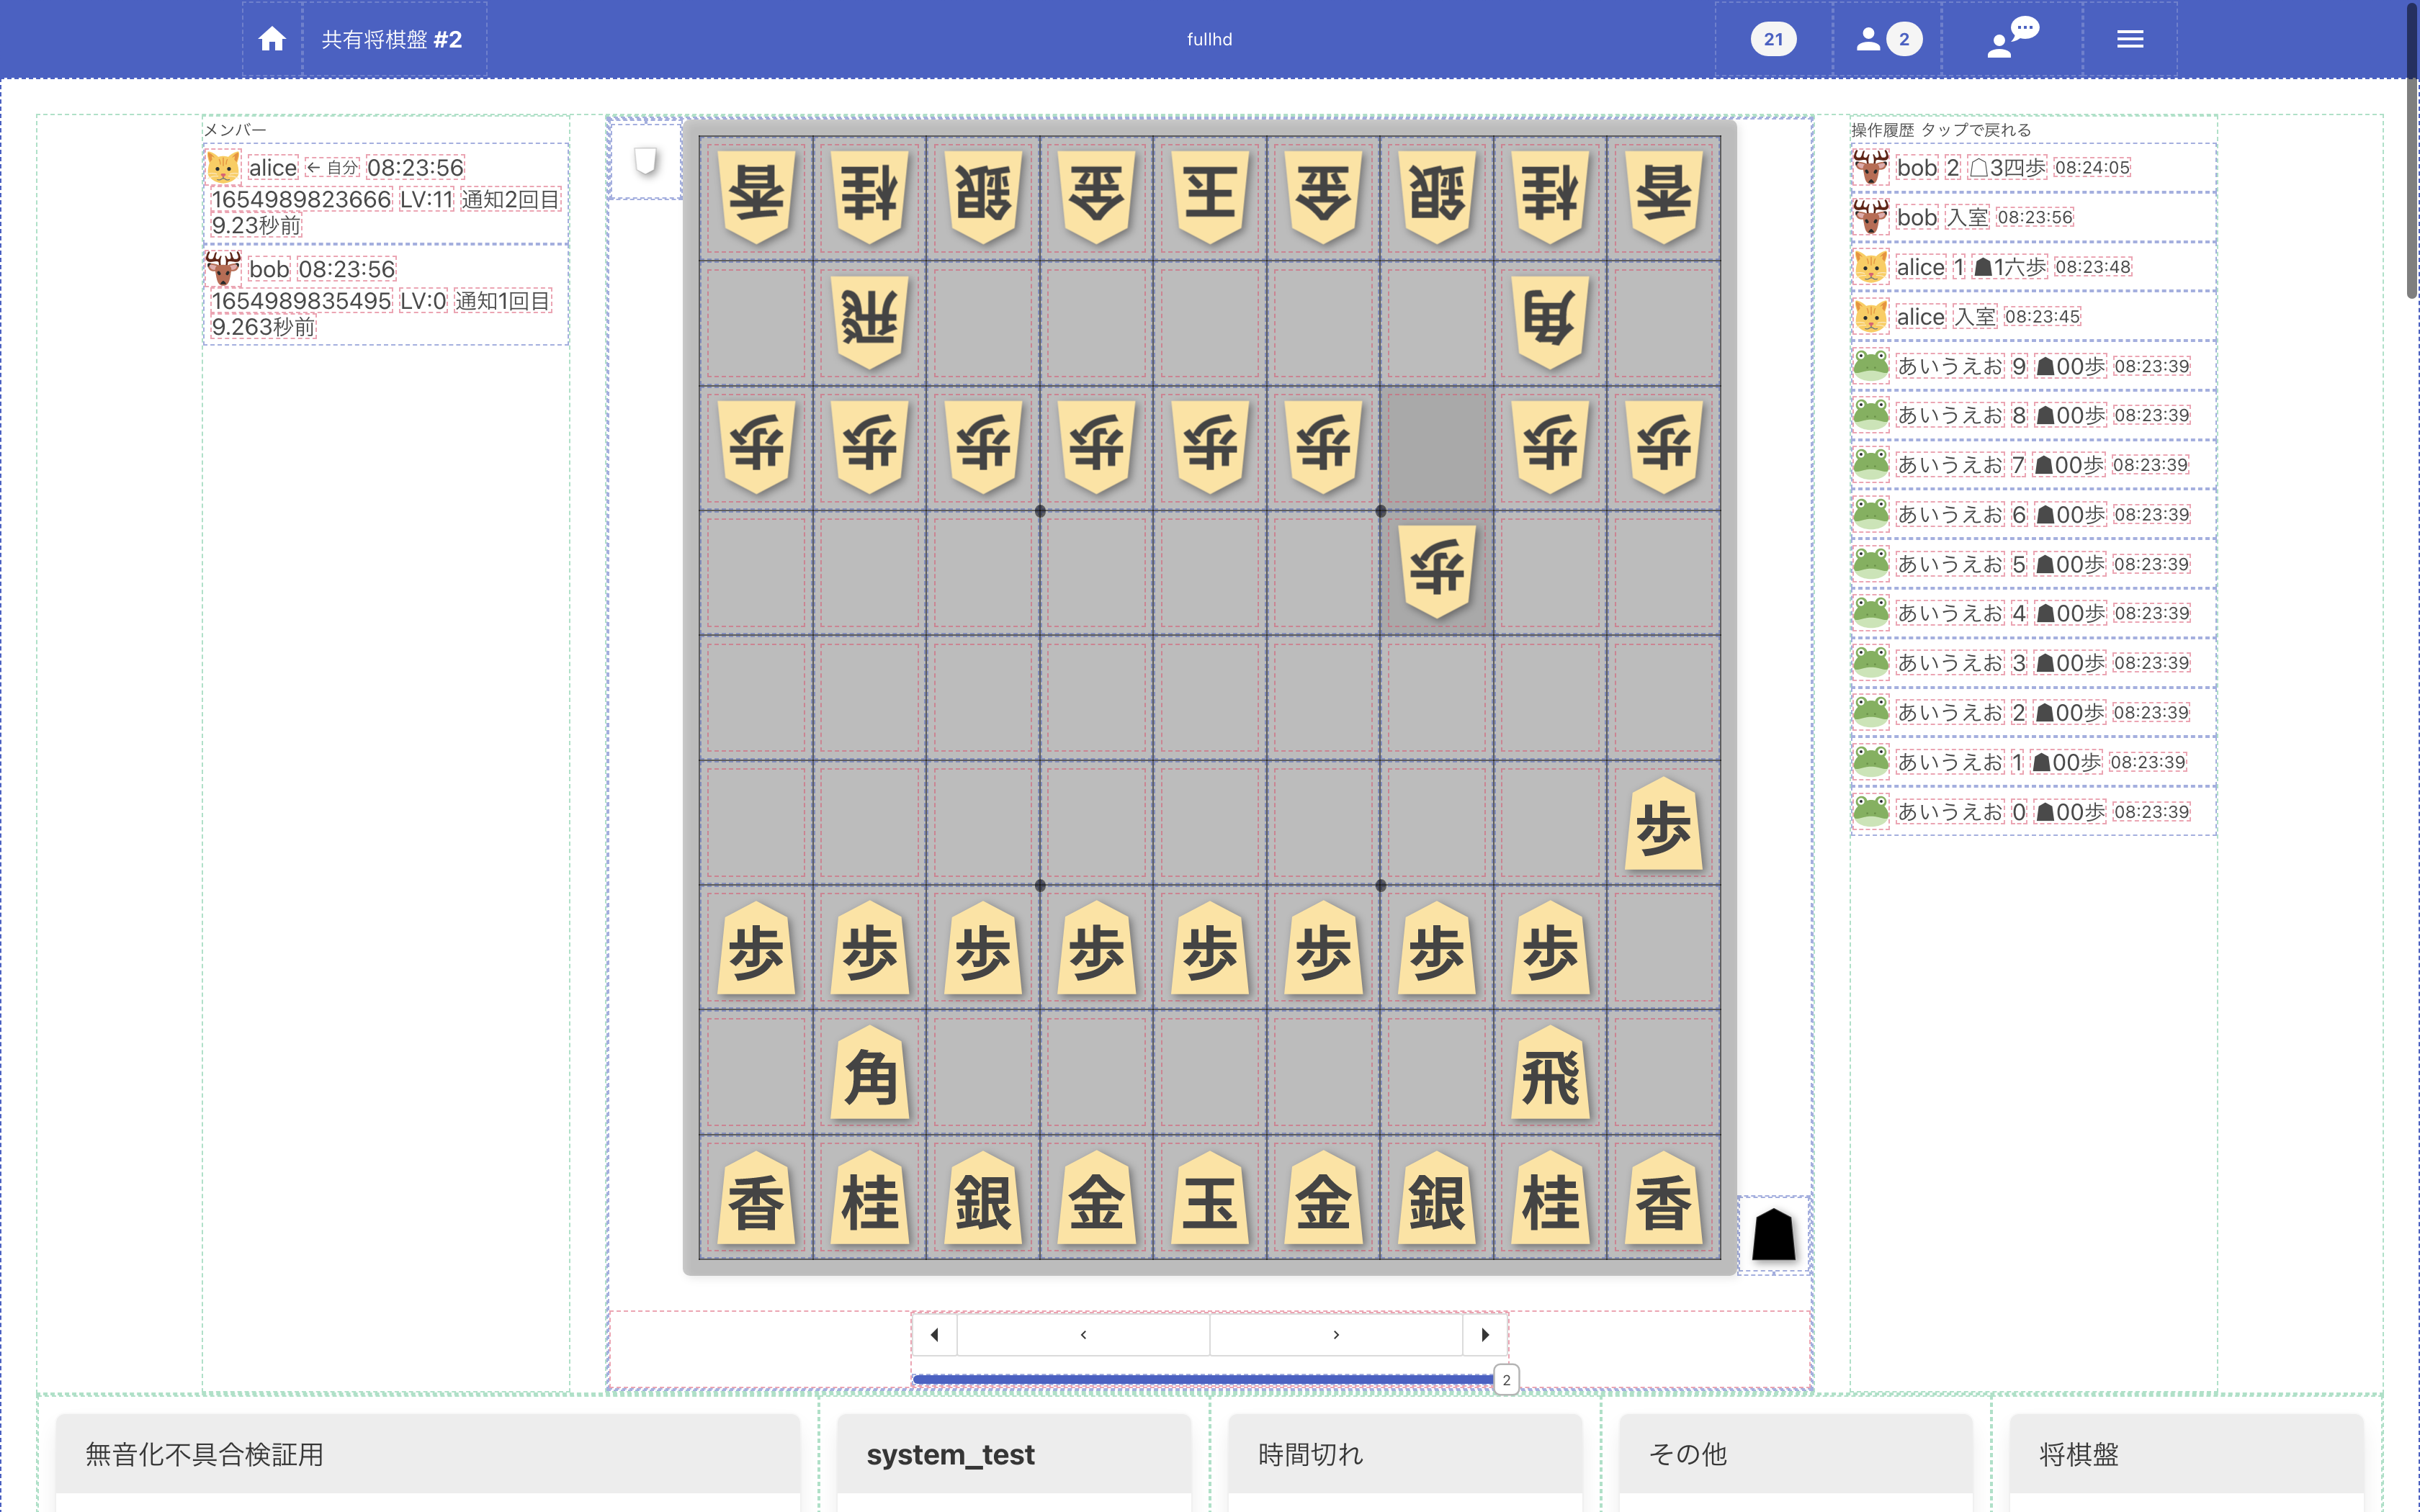 共有将棋盤 #2
fullhd
21
2
メンバー
alice ← 自分 08:23:56
1654989823666 LV:11 通知2回目
9.23秒前
bob 08:23:56
1654989835495 LV:0 通知1回目
9.263秒前
香 桂 銀 金 玉 金 銀 桂 香
飛 角
歩 歩 歩 歩 歩 歩 歩 歩
歩
歩
歩 歩 歩 歩 歩 歩 歩 歩
角 飛
香 桂 銀 金 玉 金 銀 桂 香
2
操作履歴 タップで戻れる
bob 2 ☖3四歩 08:24:05
bob 入室 08:23:56
alice 1 ☗1六歩 08:23:48
alice 入室 08:23:45
あいうえお 9 ☗00歩 08:23:39
あいうえお 8 ☗00歩 08:23:39
あいうえお 7 ☗00歩 08:23:39
あいうえお 6 ☗00歩 08:23:39
あいうえお 5 ☗00歩 08:23:39
あいうえお 4 ☗00歩 08:23:39
あいうえお 3 ☗00歩 08:23:39
あいうえお 2 ☗00歩 08:23:39
あいうえお 1 ☗00歩 08:23:39
あいうえお 0 ☗00歩 08:23:39
無音化不具合検証用
system_test
時間切れ
その他
将棋盤